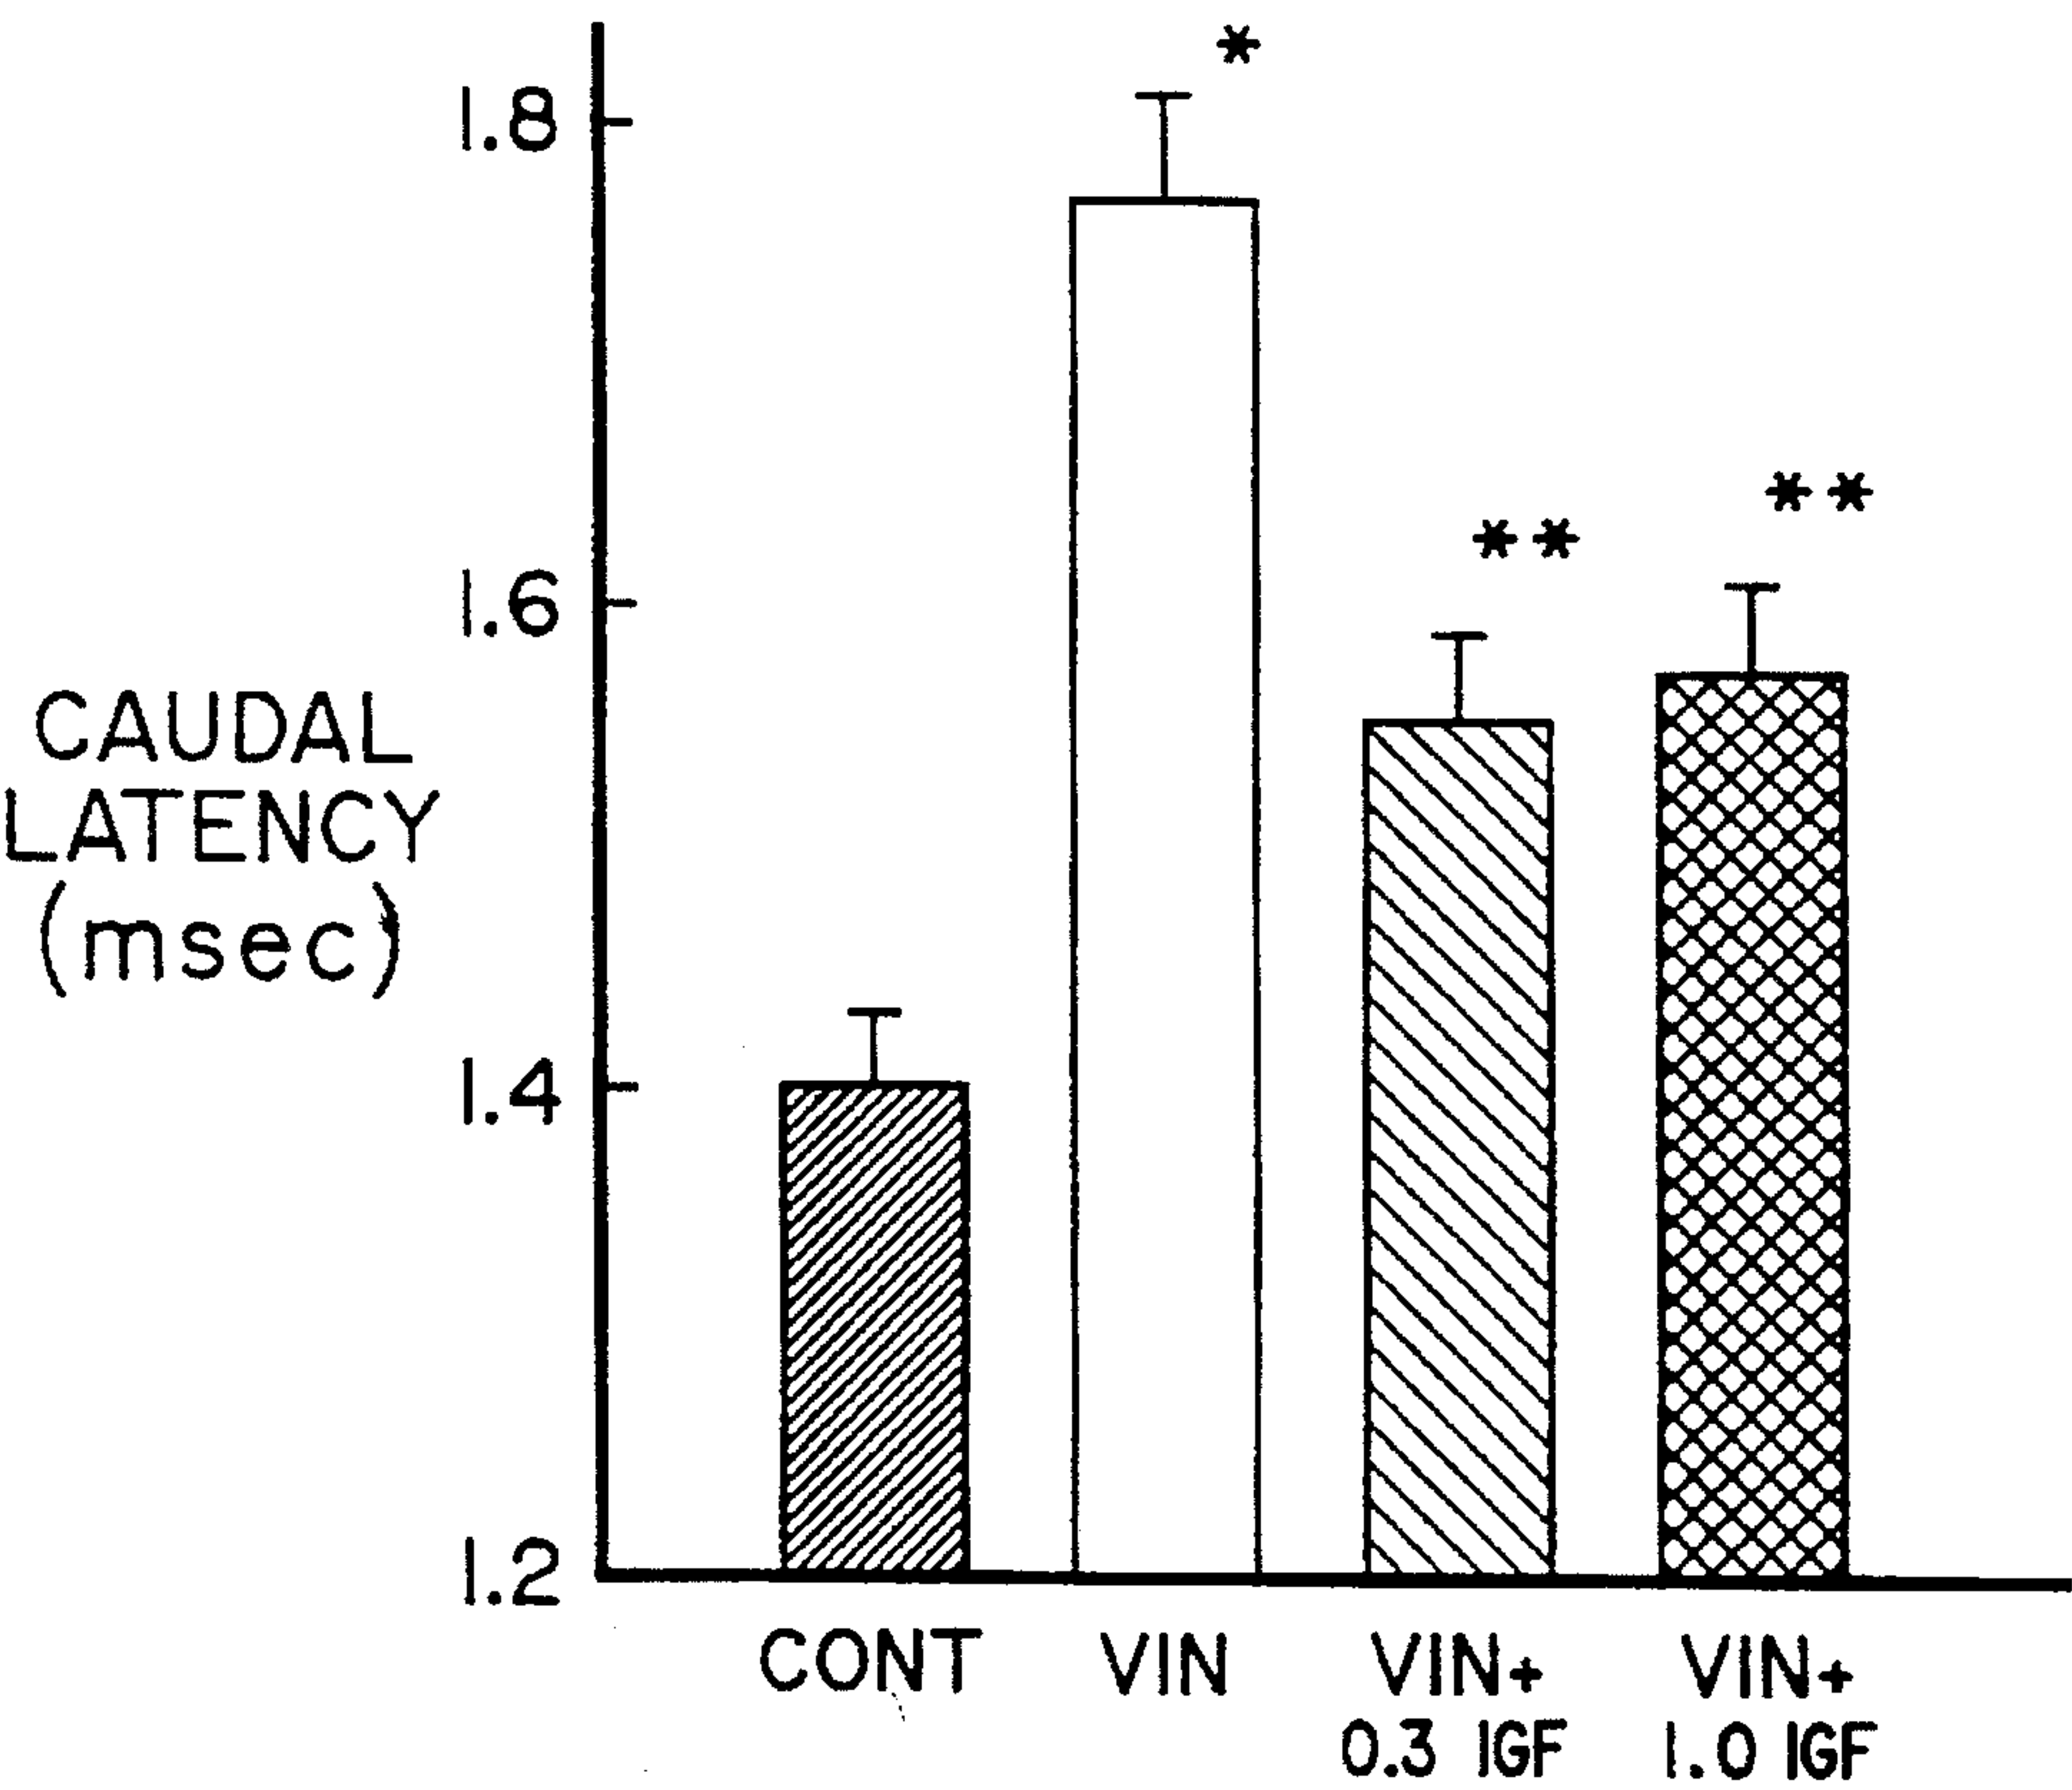 *
1.8
**
**
1.6
CAUDAL
LATENCY
(msec)
1.4
1.2
CONT VIN VIN+ VIN+
0.3 IGF 1.0 IGF